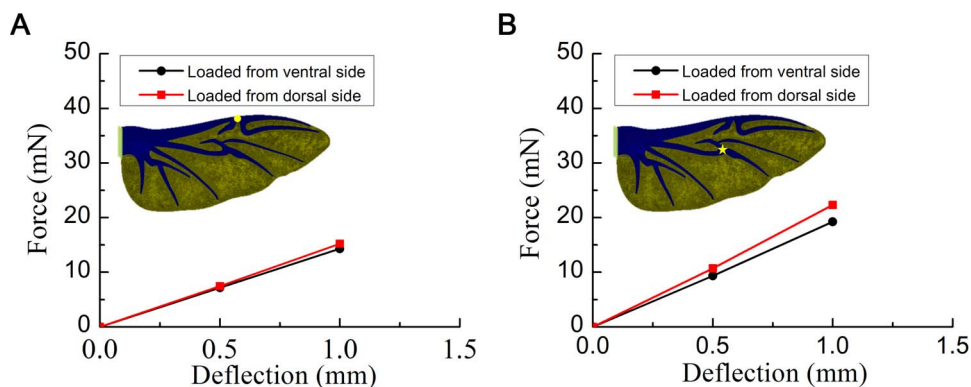 A
Force (mN)
50
40
30
20
10
0
Loaded from ventral side
Loaded from dorsal side
0.0 0.5 1.0 1.5
Deflection (mm)
B
Force (mN)
50
40
30
20
10
0
Loaded from ventral side
Loaded from dorsal side
0.0 0.5 1.0 1.5
Deflection (mm)